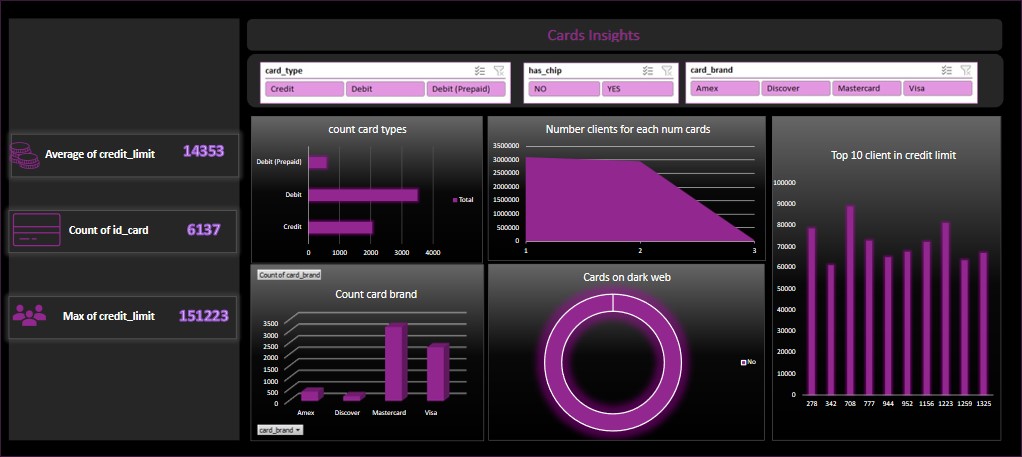 Cards Insights
card_type
Credit Debit Debit (Prepaid)
has_chip
NO YES
card_brand
Amex Discover Mastercard Visa
Average of credit_limit 14353
Count of id_card 6137
Max of credit_limit 151223
count card types
Debit (Prepaid)
Debit
Credit
0 1000 2000 3000 4000
Total
Number clients for each num cards
3500000
3000000
2500000
2000000
1500000
1000000
500000
0
1 2 3
Top 10 client in credit limit
100000
90000
80000
70000
60000
50000
40000
30000
20000
10000
0
278 342 708 777 944 952 1156 1223 1259 1325
Count of card_brand
Count card brand
3500
3000
2500
2000
1500
1000
500
0
Amex Discover Mastercard Visa
card_brand
Cards on dark web
No